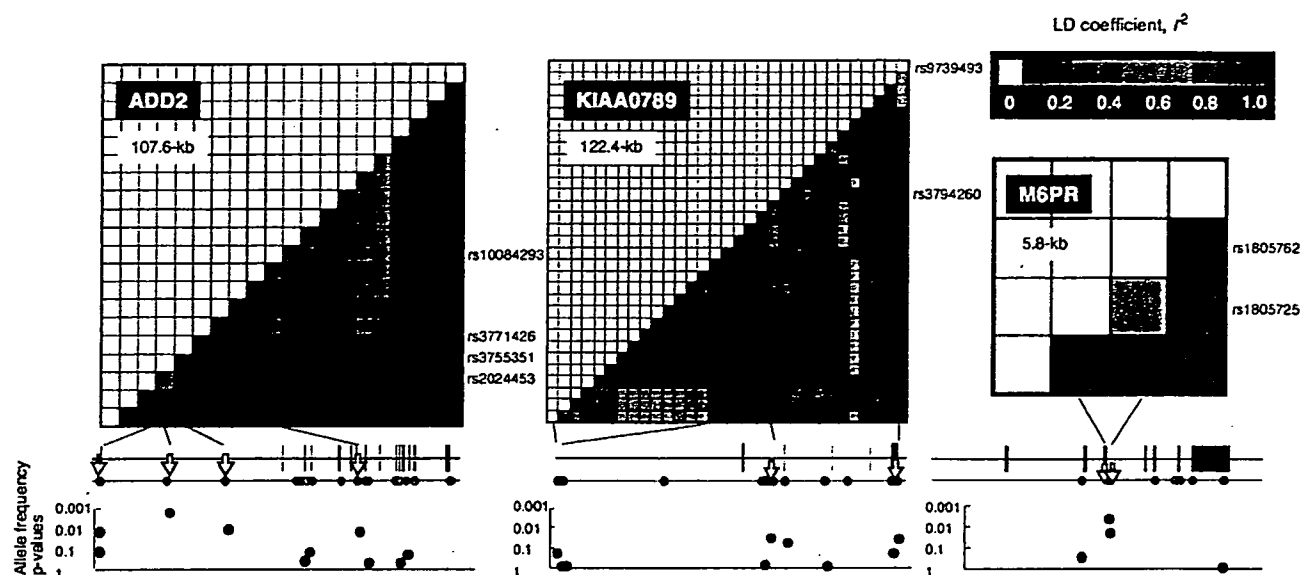 LD coefficient, r²
0 0.2 0.4 0.6 0.8 1.0
ADD2
107.6-kb
rs10084293
rs3771426
rs3755351
rs2024453
KIAA0789
122.4-kb
rs9739493
rs3794260
M6PR
5.8-kb
rs1805762
rs1805725
Allele frequency
p-values
0.001
0.01
0.1
1
0.001
0.01
0.1
1
0.001
0.01
0.1
1